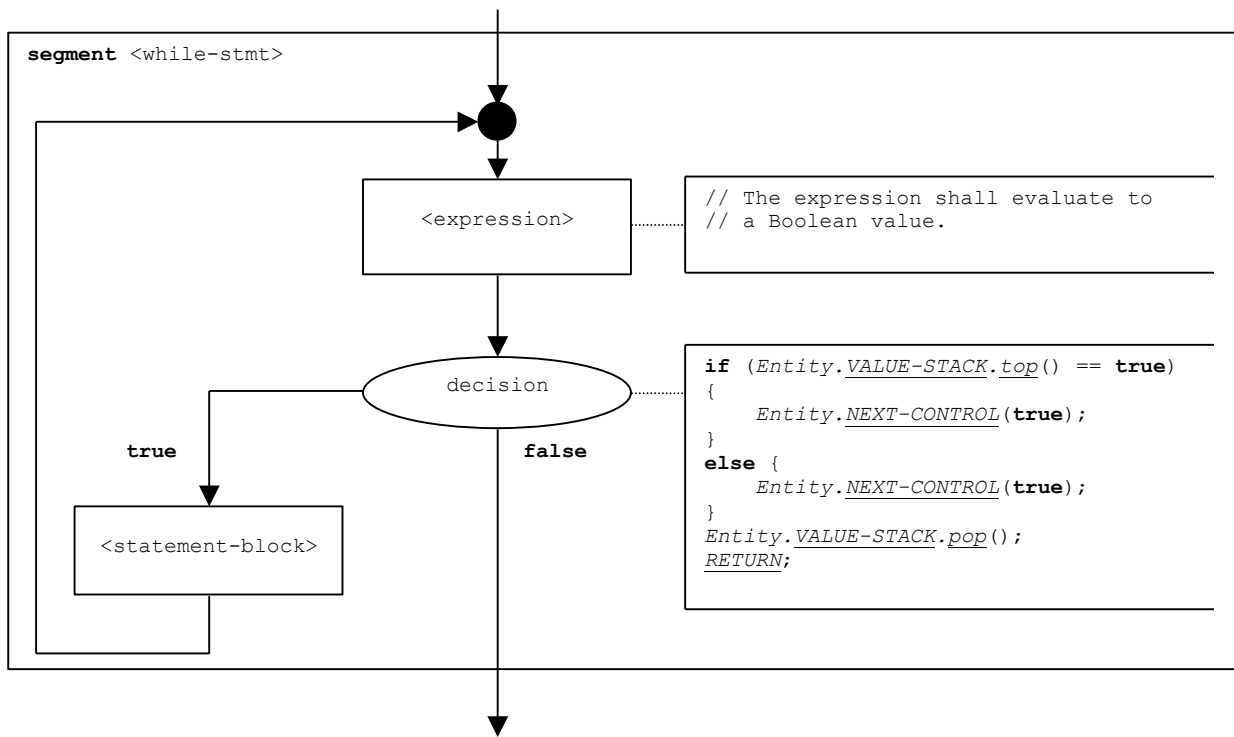 segment <while-stmt>
<expression>
// The expression shall evaluate to
// a Boolean value.
decision
true
false
<statement-block>
if (Entity.VALUE-STACK.top() == true)
{
    Entity.NEXT-CONTROL(true);
}
else {
    Entity.NEXT-CONTROL(true);
}
Entity.VALUE-STACK.pop();
RETURN;